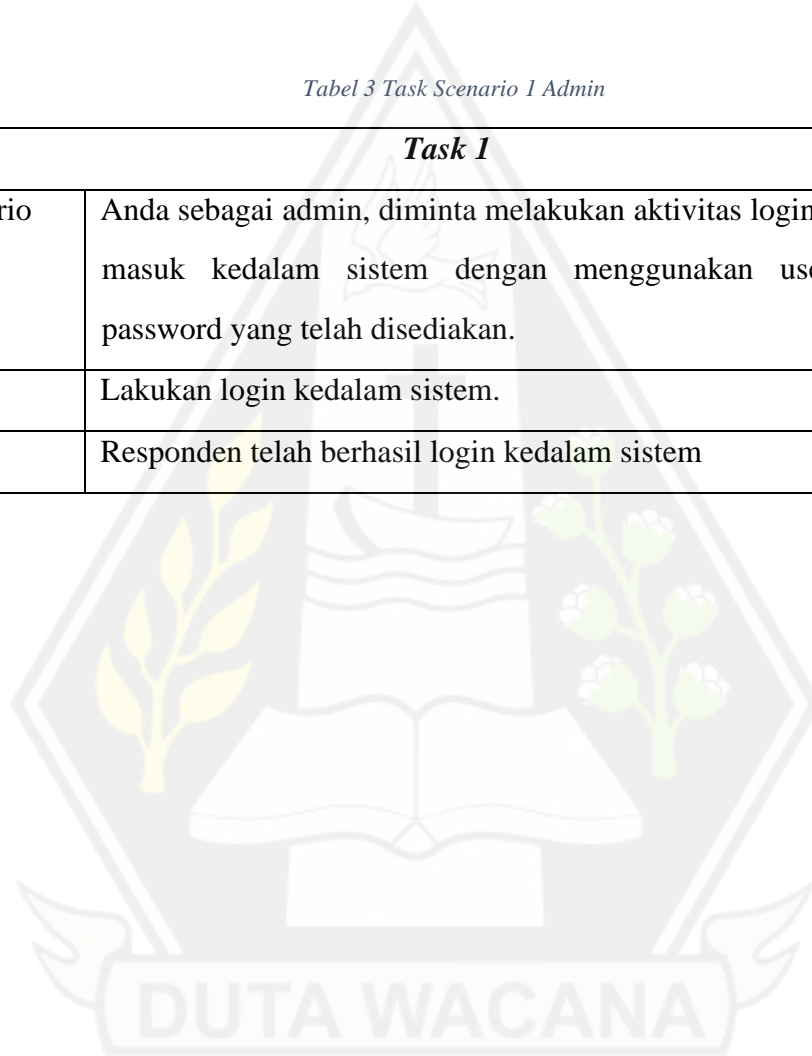 Tabel 3 Task Scenario 1 Admin
Task 1
rio Anda sebagai admin, diminta melakukan aktivitas login
masuk kedalam sistem dengan menggunakan
password yang telah disediakan.
Lakukan login kedalam sistem.
Responden telah berhasil login kedalam sistem
DUTA WACANA